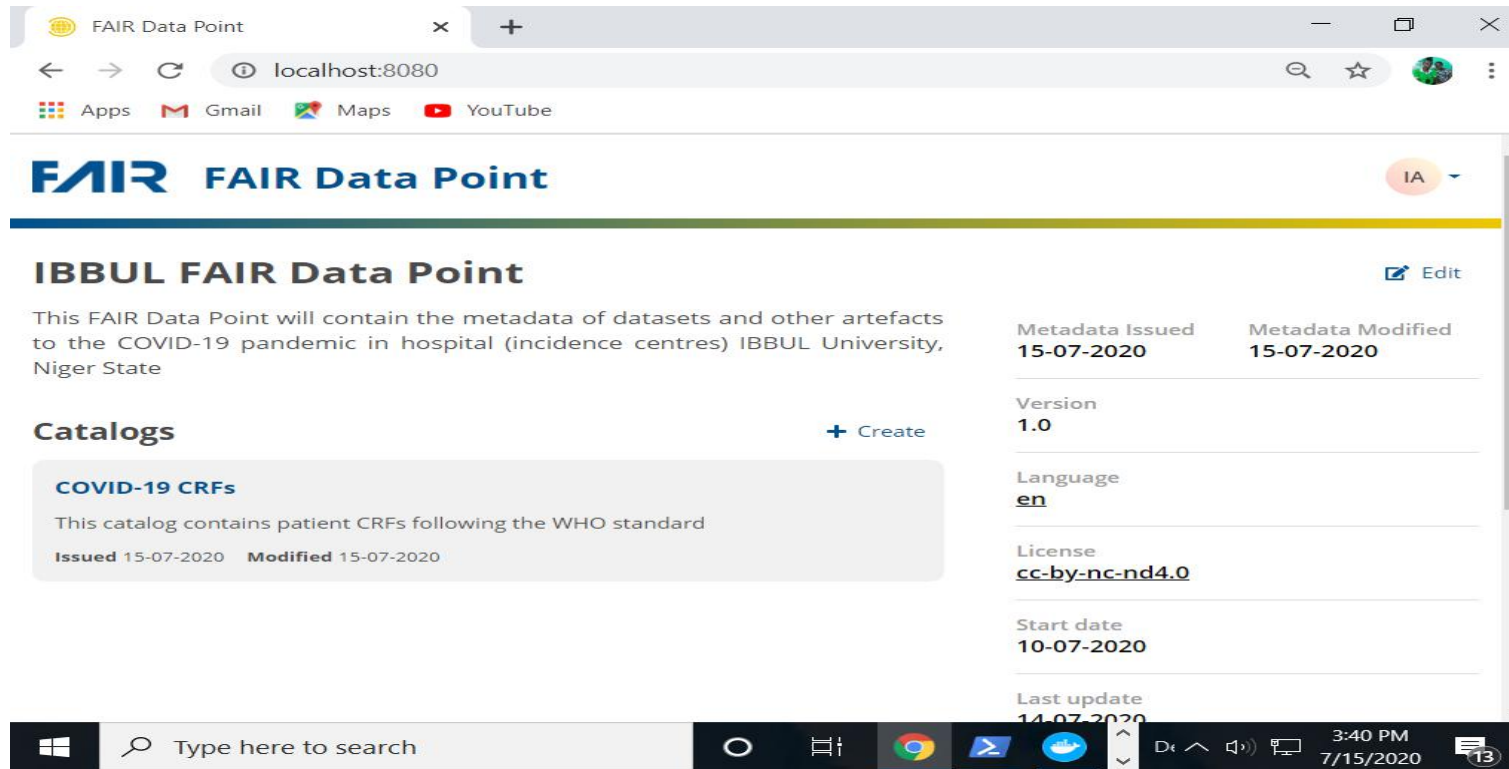 FAIR Data Point
localhost:8080
Apps Gmail Maps YouTube
FAIR FAIR Data Point
IA
IBBUL FAIR Data Point
Edit
This FAIR Data Point will contain the metadata of datasets and other artefacts
to the COVID-19 pandemic in hospital (incidence centres) IBBUL University,
Niger State
Catalogs
+ Create
COVID-19 CRFs
This catalog contains patient CRFs following the WHO standard
Issued 15-07-2020 Modified 15-07-2020
Metadata Issued Metadata Modified
15-07-2020 15-07-2020
Version
1.0
Language
en
License
cc-by-nc-nd4.0
Start date
10-07-2020
Last update
14-07-2020
Type here to search
3:40 PM
7/15/2020
13